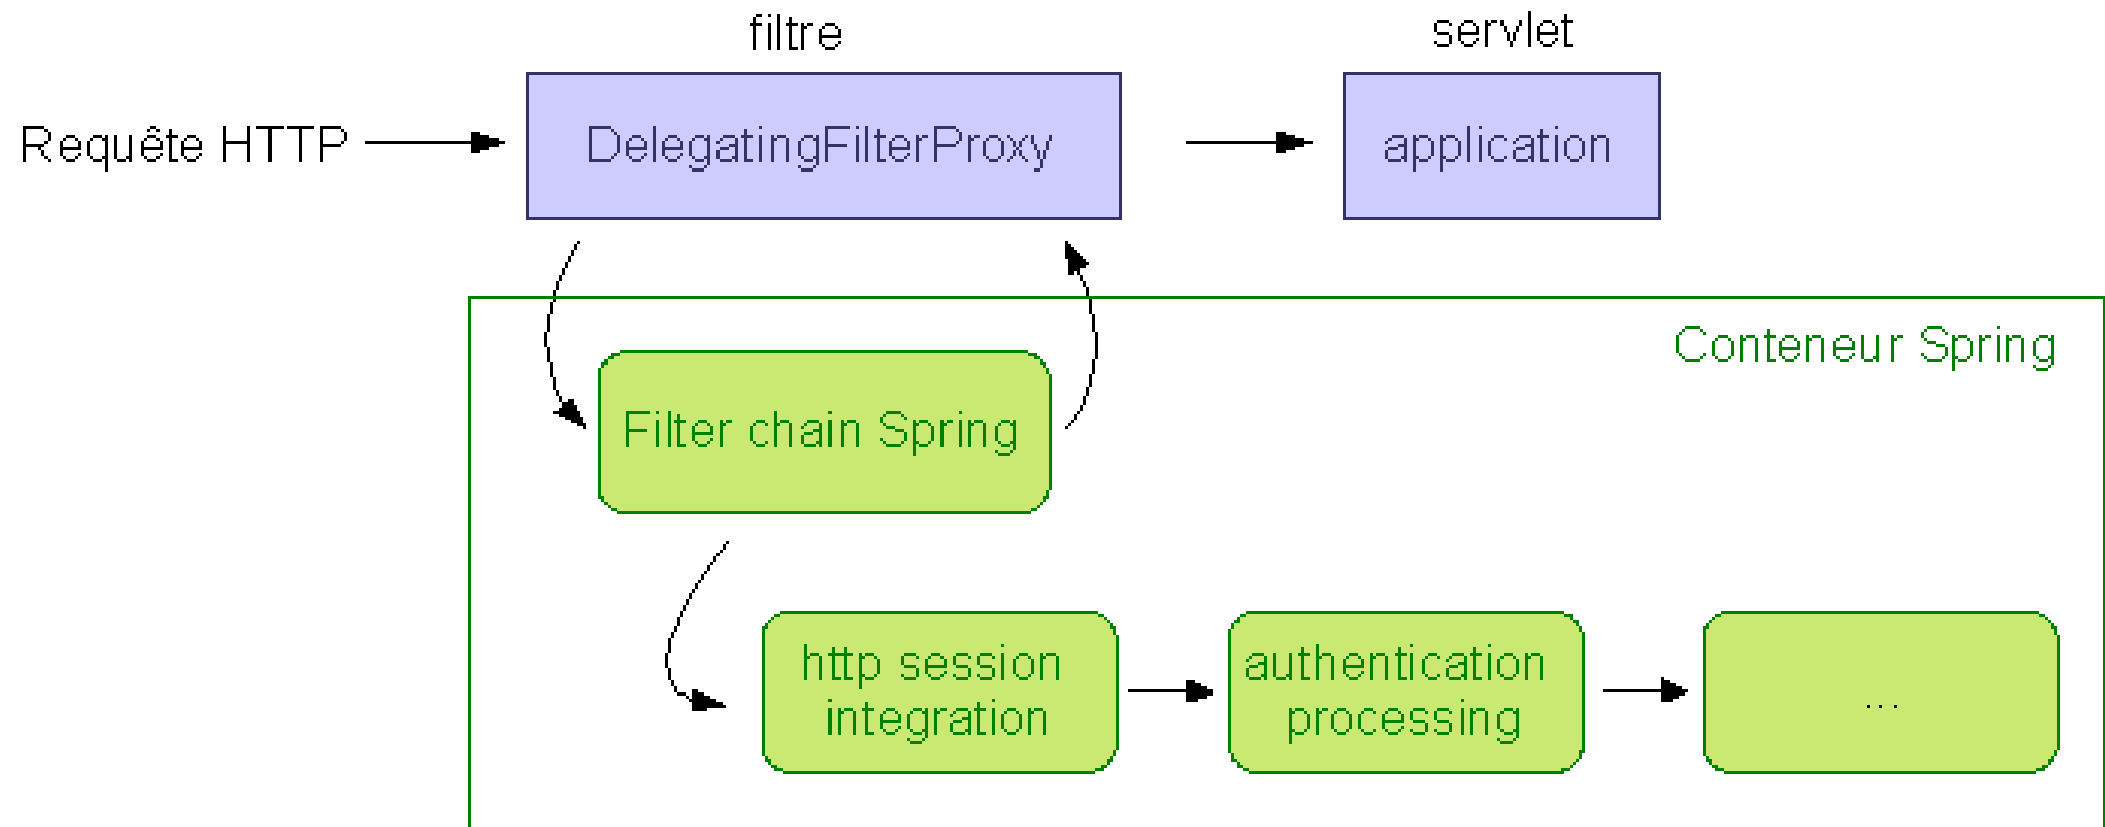 filtre
servlet
Requête HTTP
DelegatingFilterProxy
application
Conteneur Spring
Filter chain Spring
http session
integration
authentication
processing
...